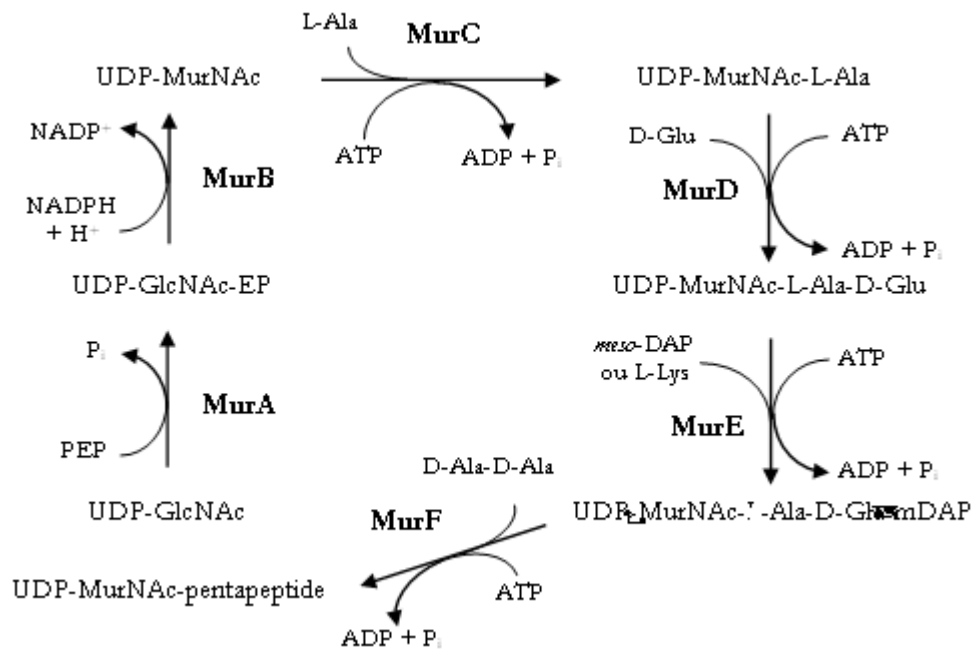 L-Ala
MurC
UDP-MurNAc
UDP-MurNAc-L-Ala
NADP+
ATP
ADP + Pi
D-Glu
ATP
MurB
MurD
NADPH
+ H+
ADP + Pi
UDP-GlcNAc-EP
UDP-MurNAc-L-Ala-D-Glu
Pi
meso-DAP
ou L-Lys
ATP
MurA
MurE
PEP
D-Ala-D-Ala
ADP + Pi
UDP-GlcNAc
MurF
-Ala-D-
mDAP
UDP-MurNAc-pentapeptide
ATP
ADP + Pi